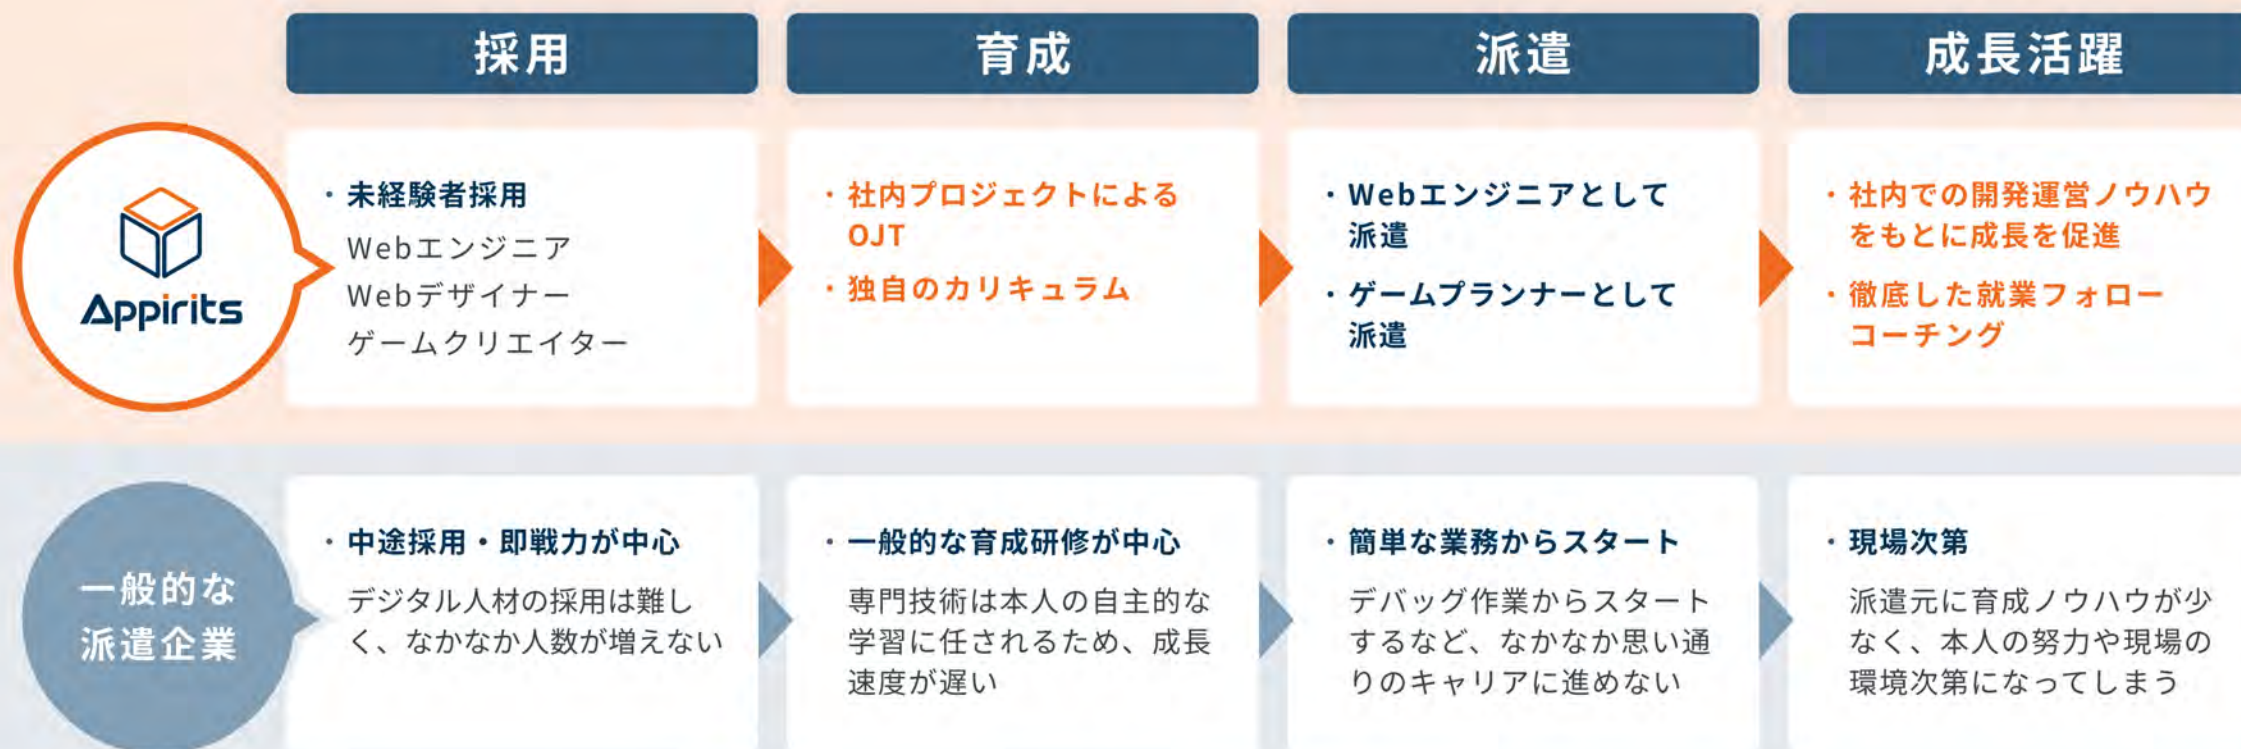 採用
育成
派遣
成長活躍
Appirits
・未経験者採用
Webエンジニア
Webデザイナー
ゲームクリエイター
・社内プロジェクトによる
OJT
・独自のカリキュラム
・Webエンジニアとして
派遣
・ゲームプランナーとして
派遣
・社内での開発運営ノウハウ
をもとに成長を促進
・徹底した就業フォロー
コーチング
一般的な
派遣企業
・中途採用・即戦力が中心
デジタル人材の採用は難し
く、なかなか人数が増えない
・一般的な育成研修が中心
専門技術は本人の自主的な
学習に任されるため、成長
速度が遅い
・簡単な業務からスタート
デバッグ作業からスタート
するなど、なかなか思い通
りのキャリアに進めない
・現場次第
派遣元に育成ノウハウが少
なく、本人の努力や現場の
環境次第になってしまう